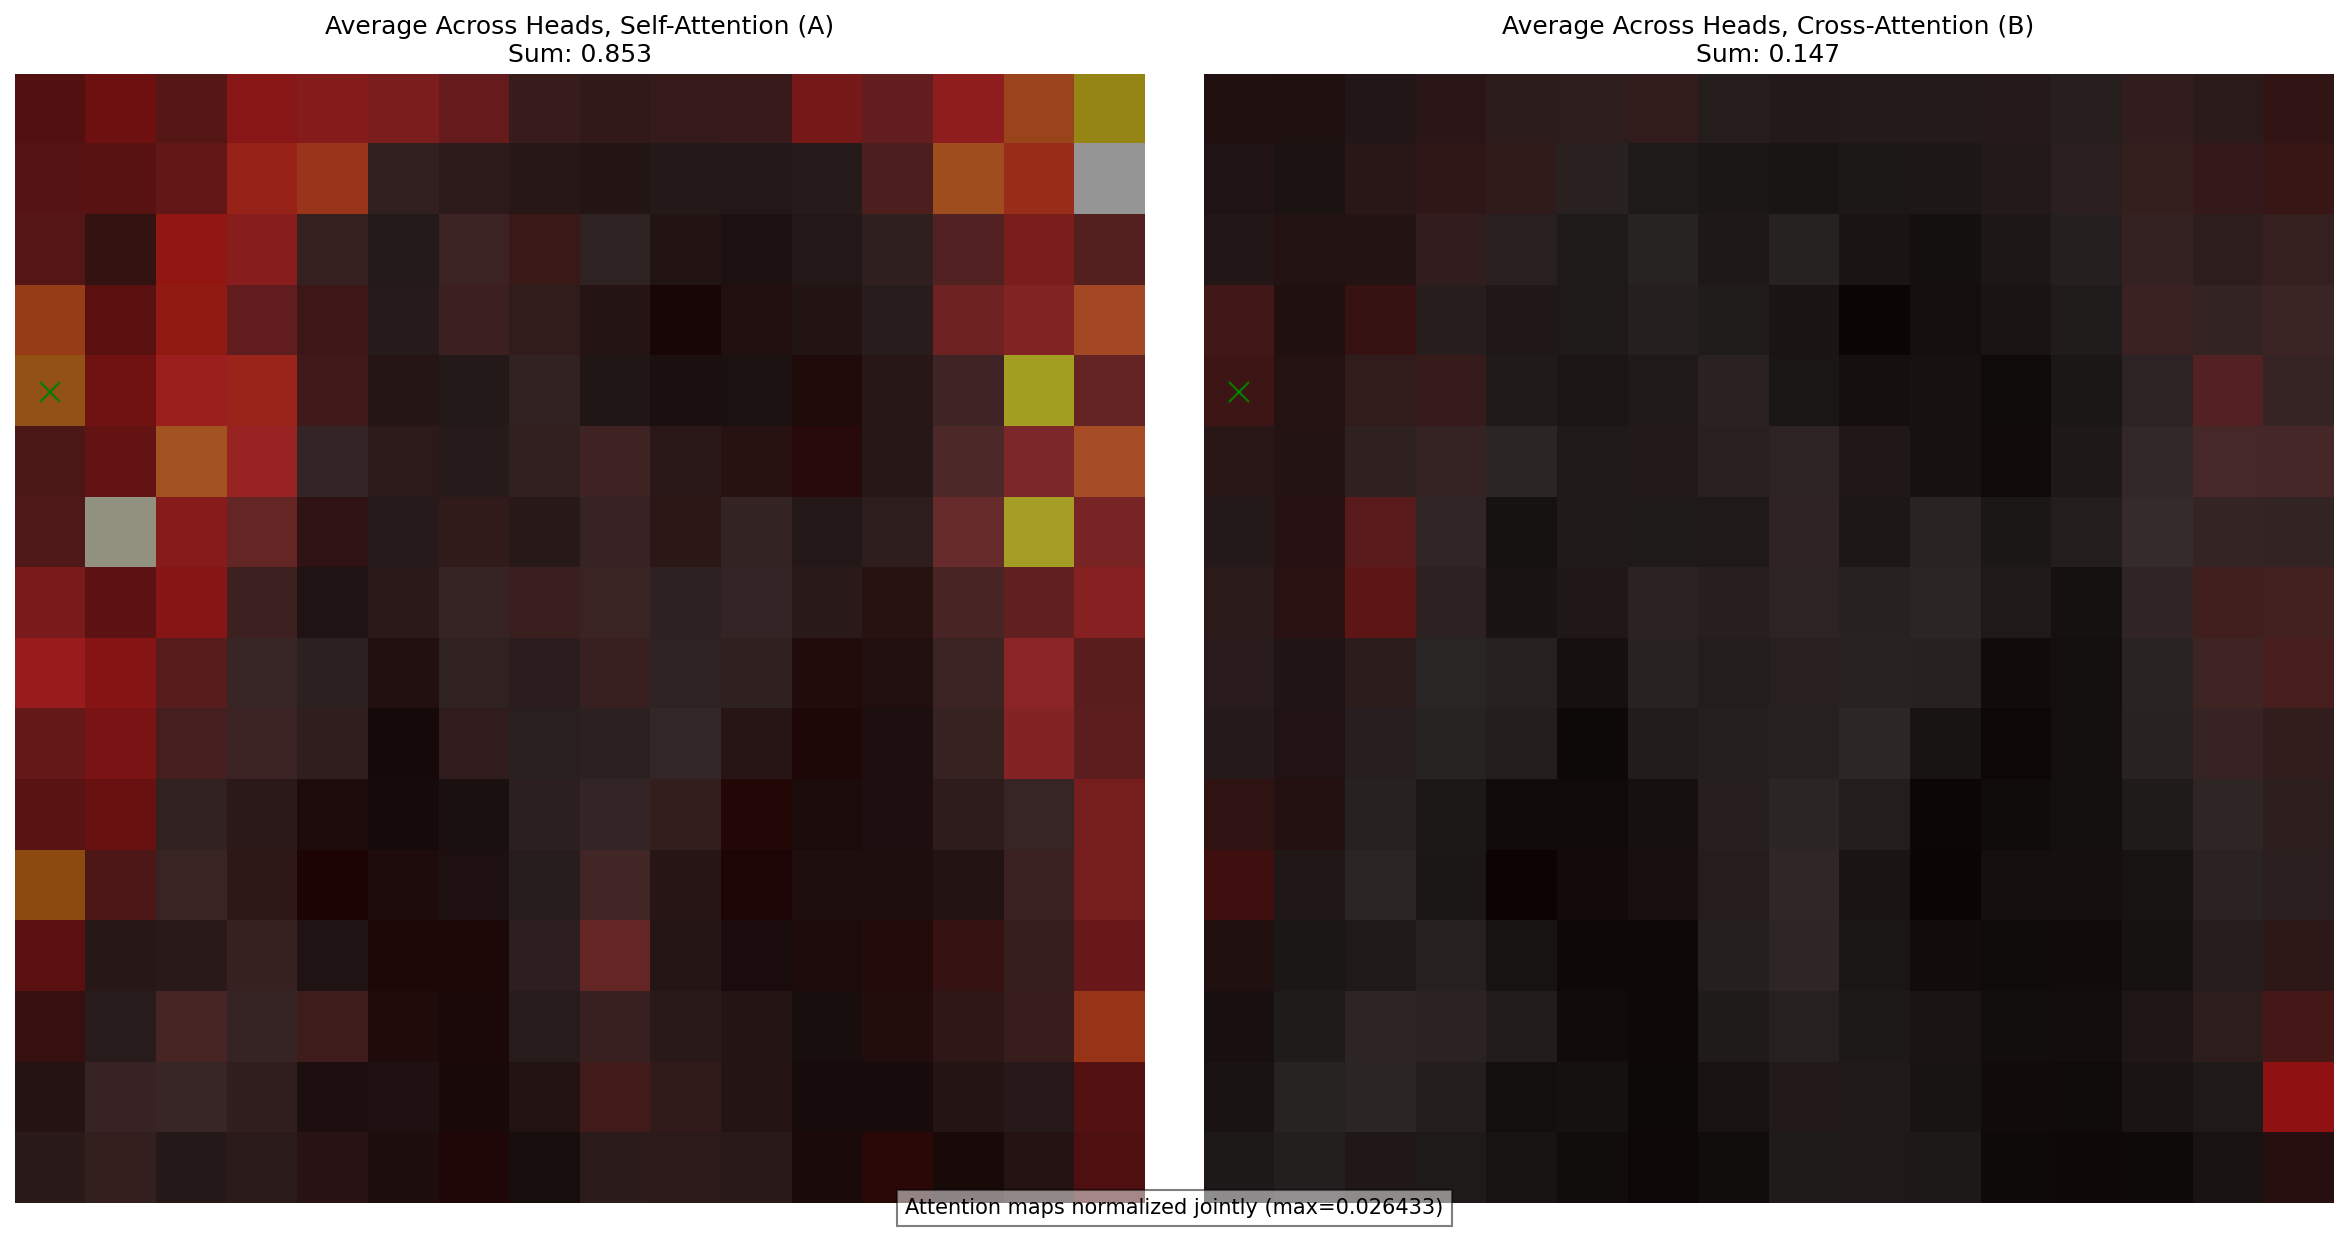 Average Across Heads, Self-Attention (A)
Sum: 0.853
Average Across Heads, Cross-Attention (B)
Sum: 0.147
Attention maps normalized jointly (max=0.026433)